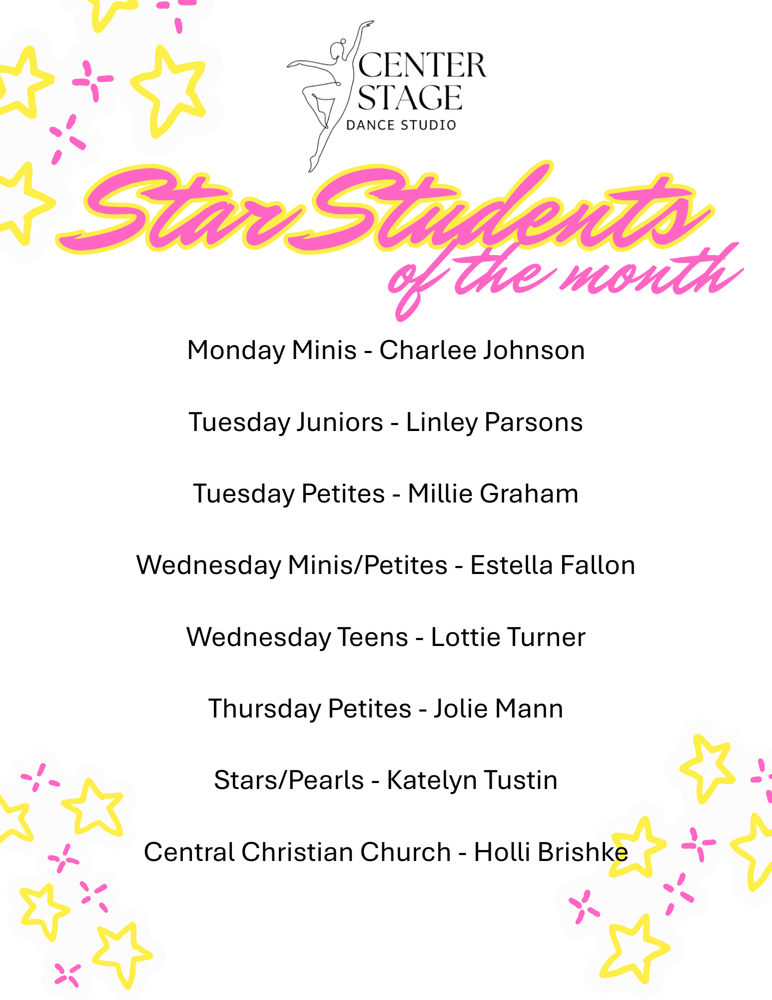 CENTER
STAGE
DANCE STUDIO
Star Students
of the month
Monday Minis - Charlee Johnson
Tuesday Juniors - Linley Parsons
Tuesday Petites - Millie Graham
Wednesday Minis/Petites - Estella Fallon
Wednesday Teens - Lottie Turner
Thursday Petites - Jolie Mann
Stars/Pearls - Katelyn Tustin
Central Christian Church - Holli Brishke